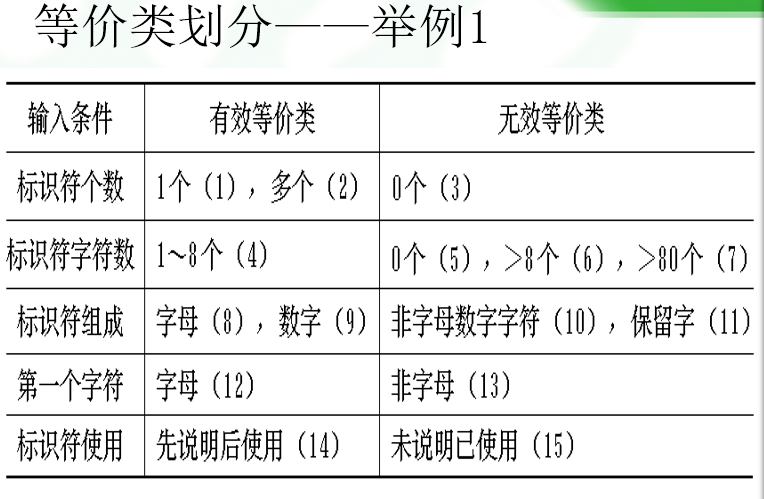 等价类划分——举例1
输入条件 有效等价类 无效等价类
标识符个数 1个（1），多个（2） 0个（3）
标识符字符数 1～8个（4） 0个（5），>8个（6），>80个（7）
标识符组成 字母（8），数字（9） 非字母数字字符（10），保留字（11）
第一个字符 字母（12） 非字母（13）
标识符使用 先说明后使用（14） 未说明已使用（15）